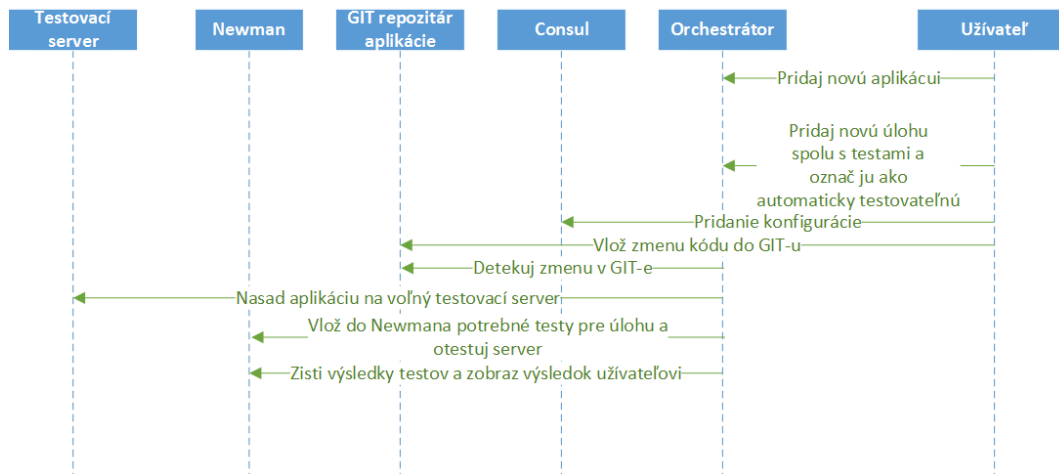 Testovací
server
Newman
GIT repozitár
aplikácie
Consul
Orchestrátor
Užívateľ
Pridaj novú aplikácui
Pridaj novú úlohu
spolu s testami a
označ ju ako
automaticky testovateľnú
Pridanie konfigurácie
Vlož zmenu kódu do GIT-u
Detekuj zmenu v GIT-e
Nasad aplikáciu na voľný testovací server
Vlož do Newmana potrebné testy pre úlohu a
otestuj server
Zisti výsledky testov a zobraz výsledok užívateľovi